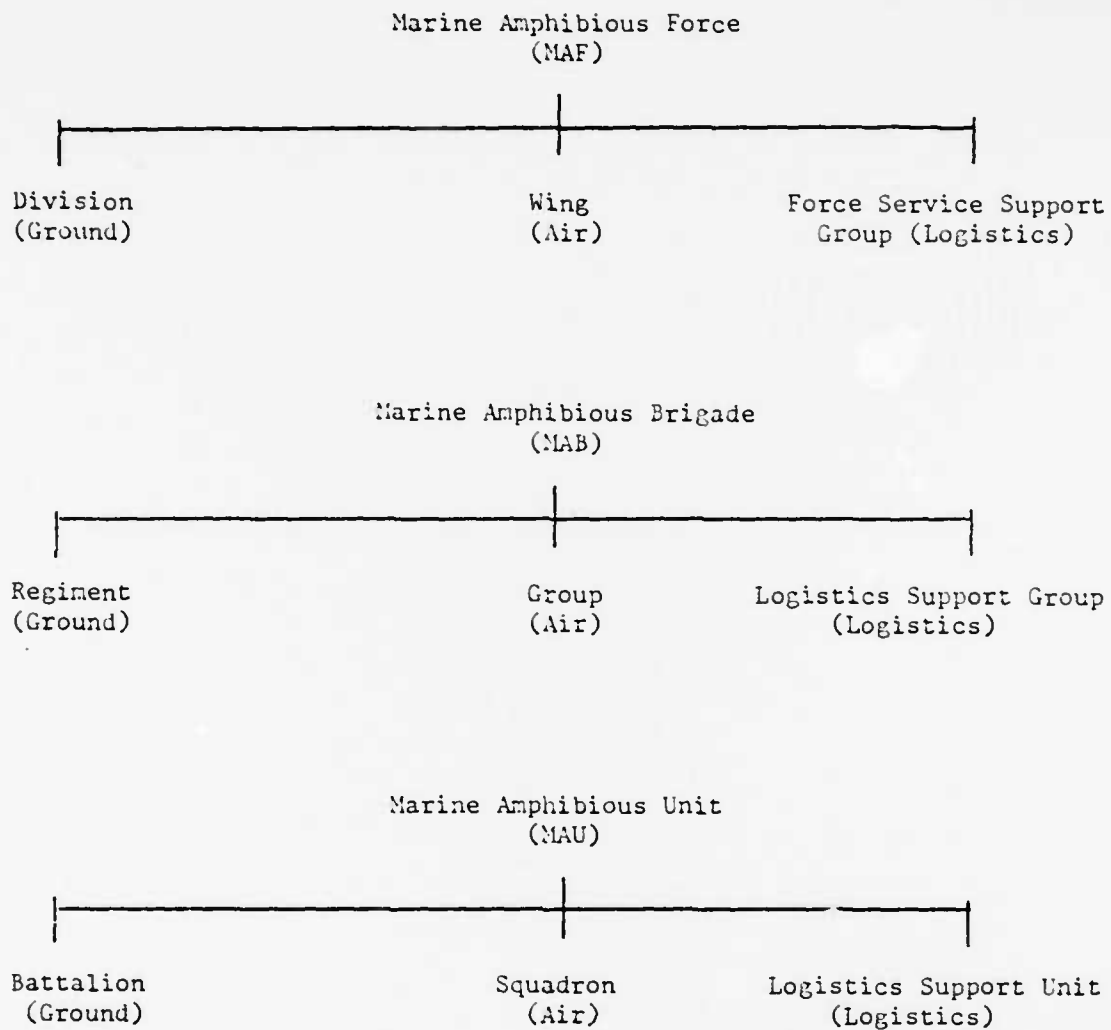 Marine Amphibious Force
(MAF)
Division
(Ground)
Wing
(Air)
Force Service Support
Group (Logistics)
Marine Amphibious Brigade
(MAB)
Regiment
(Ground)
Group
(Air)
Logistics Support Group
(Logistics)
Marine Amphibious Unit
(MAU)
Battalion
(Ground)
Squadron
(Air)
Logistics Support Unit
(Logistics)